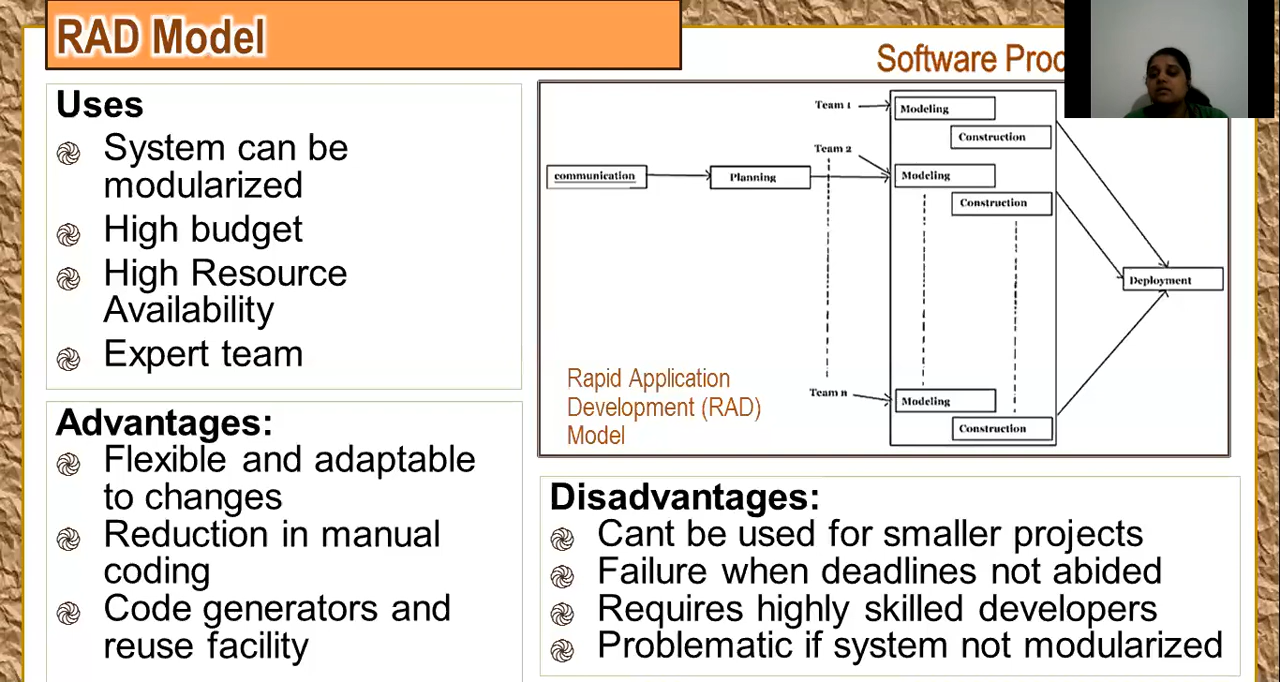 RAD Model
Software Proc
Uses
System can be
modularized
High budget
High Resource
Availability
Expert team
Advantages:
Flexible and adaptable
to changes
Reduction in manual
coding
Code generators and
reuse facility
Team 1
Modeling
Construction
Team 2
communication
Planning
Modeling
Construction
Deployment
Team n
Modeling
Construction
Rapid Application
Development (RAD)
Model
Disadvantages:
Cant be used for smaller projects
Failure when deadlines not abided
Requires highly skilled developers
Problematic if system not modularized